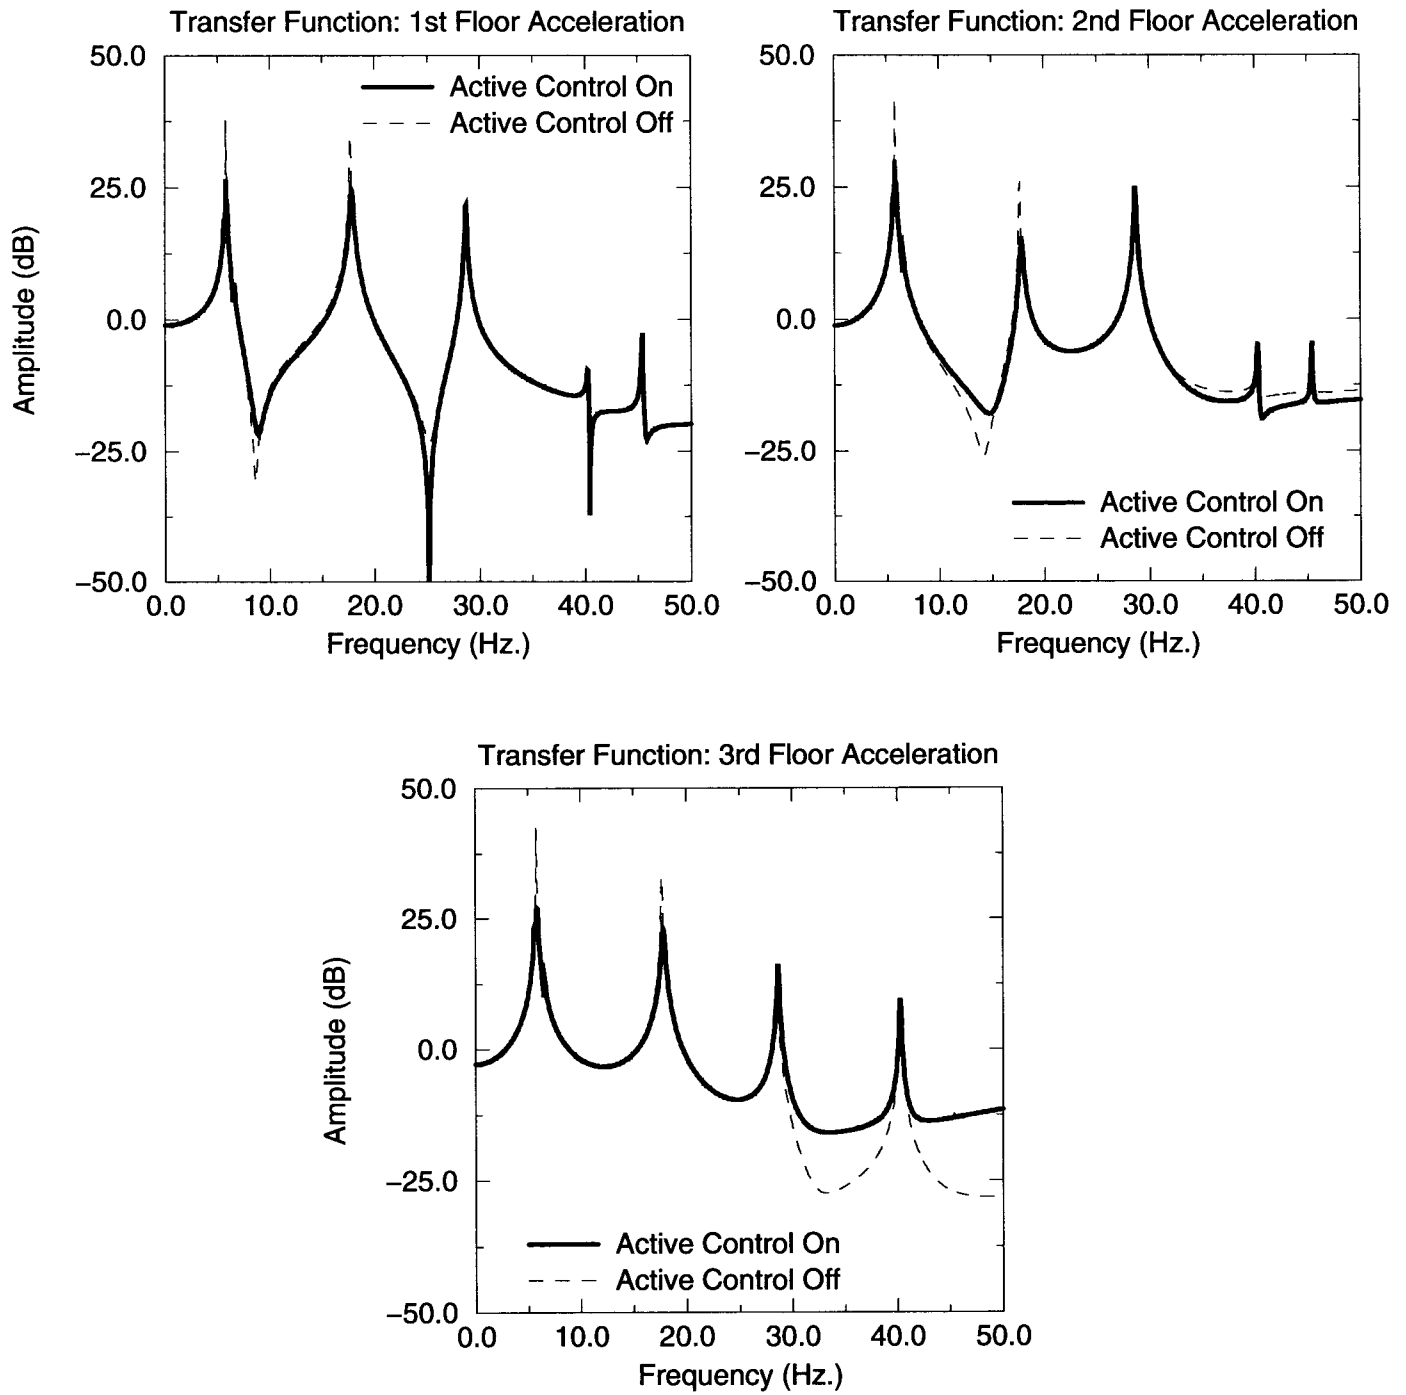 Transfer Function: 1st Floor Acceleration
50.0
25.0
0.0
−25.0
−50.0
Amplitude (dB)
Active Control On
Active Control Off
0.0 10.0 20.0 30.0 40.0 50.0
Frequency (Hz.)
Transfer Function: 2nd Floor Acceleration
50.0
25.0
0.0
−25.0
−50.0
Active Control On
Active Control Off
0.0 10.0 20.0 30.0 40.0 50.0
Frequency (Hz.)
Transfer Function: 3rd Floor Acceleration
50.0
25.0
0.0
−25.0
−50.0
Amplitude (dB)
Active Control On
Active Control Off
0.0 10.0 20.0 30.0 40.0 50.0
Frequency (Hz.)